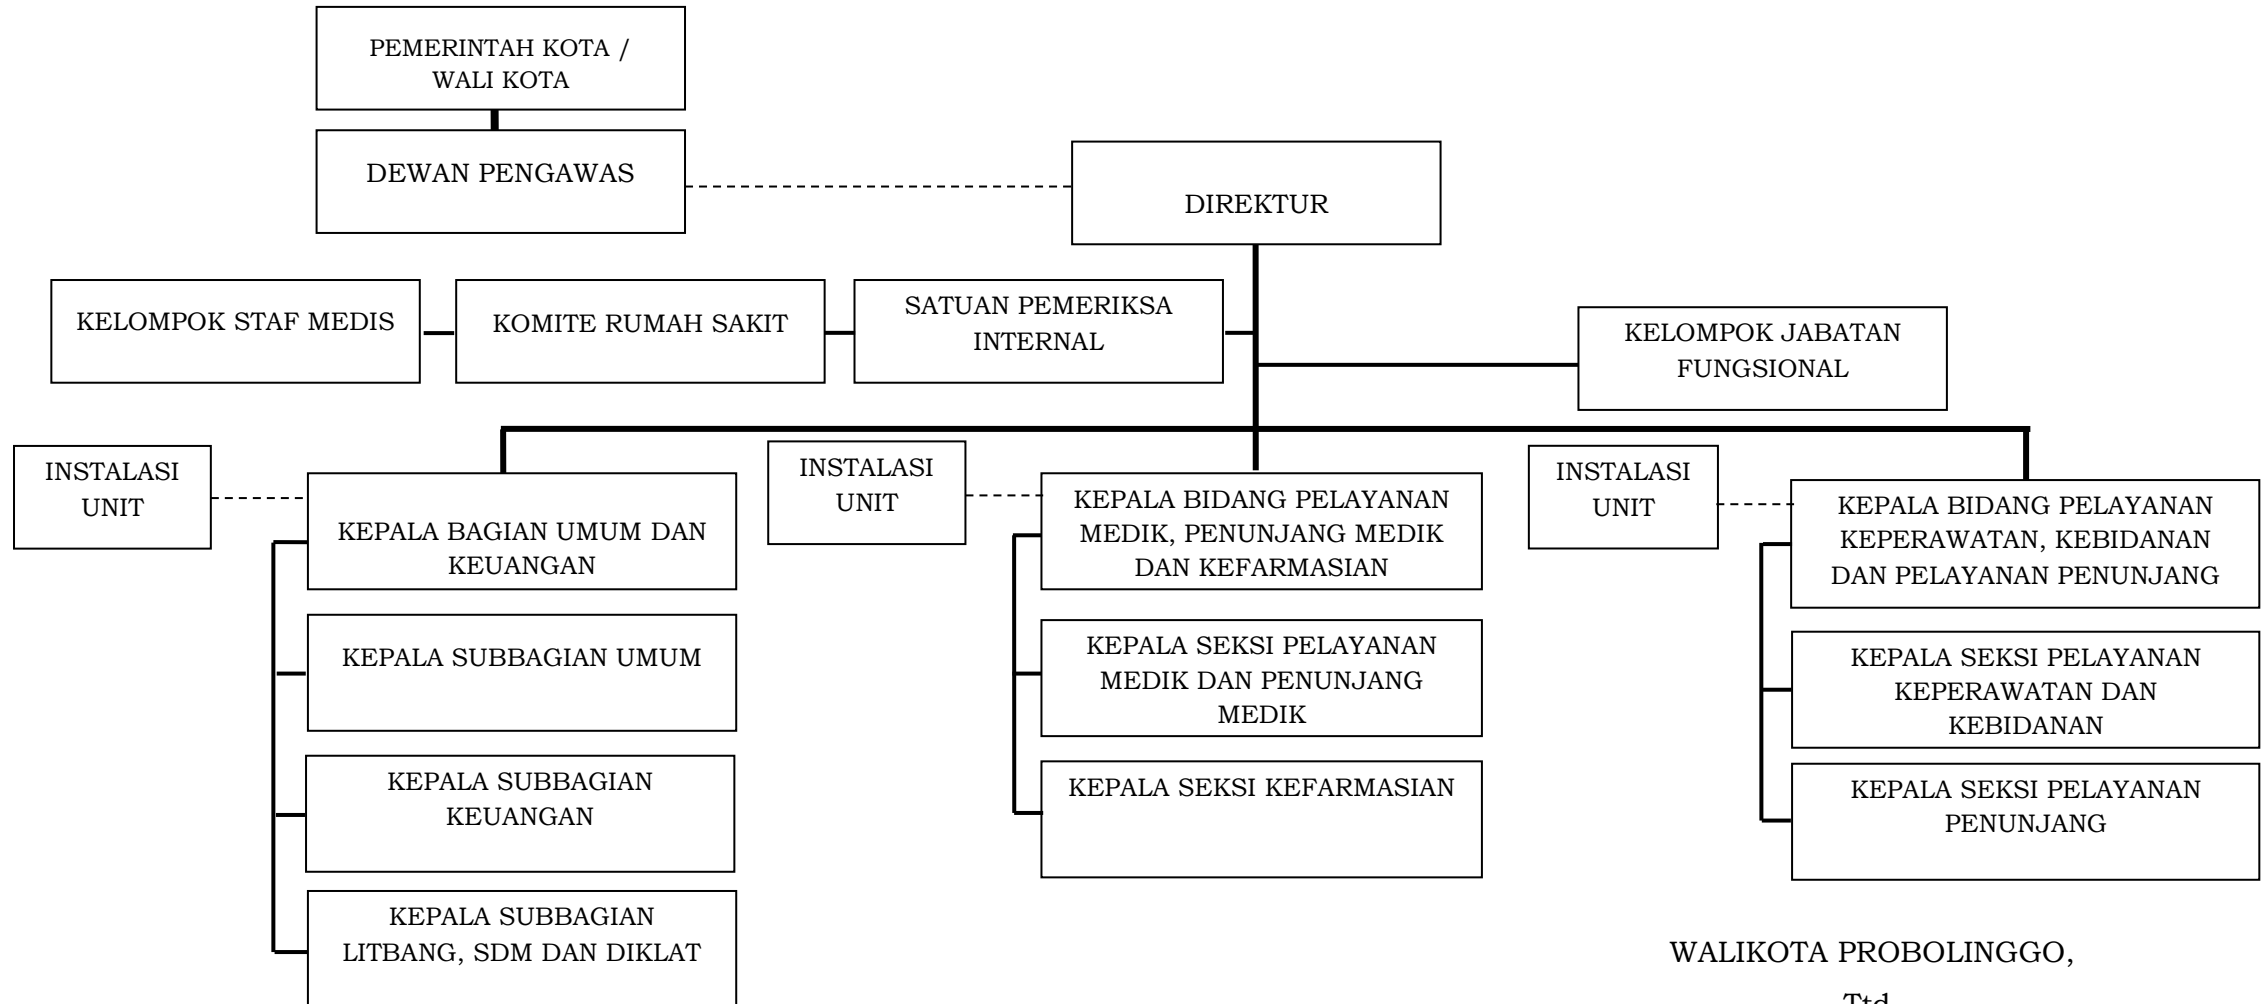 PEMERINTAH KOTA /
WALI KOTA
DEWAN PENGAWAS
DIREKTUR
KELOMPOK STAF MEDIS
KOMITE RUMAH SAKIT
SATUAN PEMERIKSA
INTERNAL
KELOMPOK JABATAN
FUNGSIONAL
INSTALASI
UNIT
KEPALA BAGIAN UMUM DAN
KEUANGAN
KEPALA SUBBAGIAN UMUM
KEPALA SUBBAGIAN
KEUANGAN
KEPALA SUBBAGIAN
LITBANG, SDM DAN DIKLAT
INSTALASI
UNIT
KEPALA BIDANG PELAYANAN
MEDIK, PENUNJANG MEDIK
DAN KEFARMASIAN
KEPALA SEKSI PELAYANAN
MEDIK DAN PENUNJANG
MEDIK
KEPALA SEKSI KEFARMASIAN
INSTALASI
UNIT
KEPALA BIDANG PELAYANAN
KEPERAWATAN, KEBIDANAN
DAN PELAYANAN PENUNJANG
KEPALA SEKSI PELAYANAN
KEPERAWATAN DAN
KEBIDANAN
KEPALA SEKSI PELAYANAN
PENUNJANG
WALIKOTA PROBOLINGGO,
Ttd